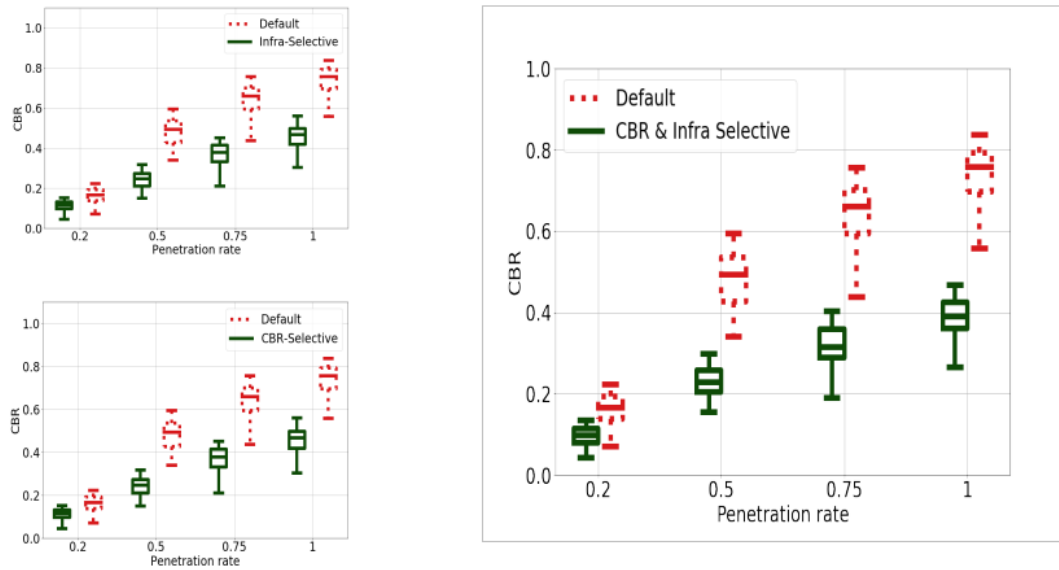 1.0
0.8
0.6
0.4
0.2
0.0
CBR
Default
Infra-Selective
0.2 0.5 0.75 1
Penetration rate
1.0
0.8
0.6
0.4
0.2
0.0
CBR
Default
CBR-Selective
0.2 0.5 0.75 1
Penetration rate
1.0
0.8
0.6
0.4
0.2
0.0
CBR
Default
CBR & Infra Selective
0.2 0.5 0.75 1
Penetration rate